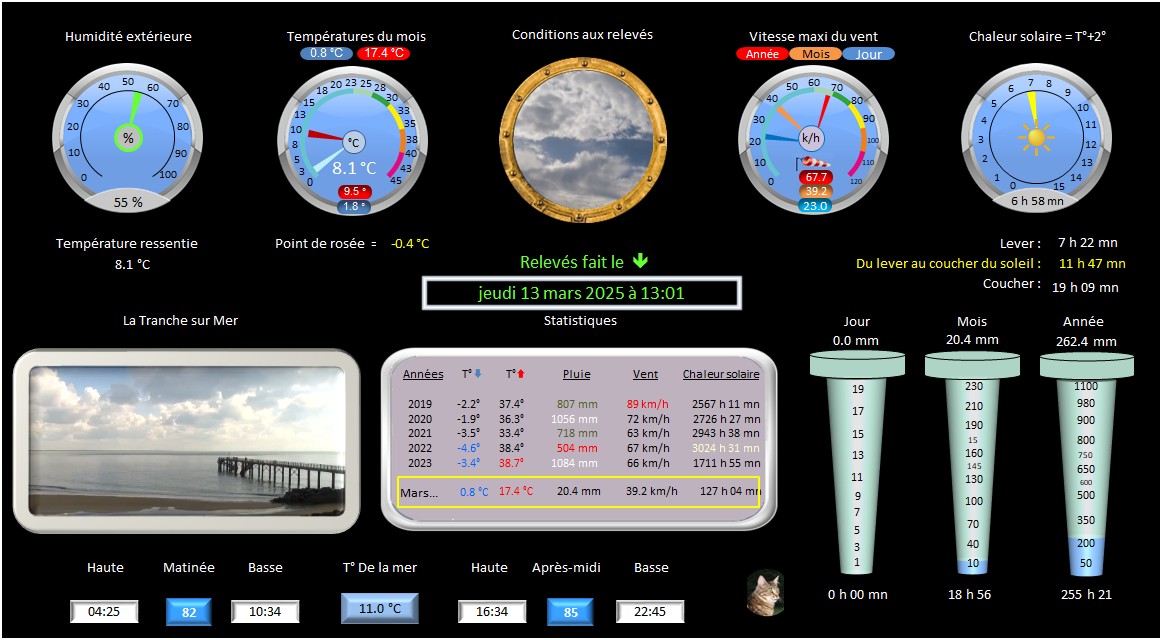 Humidité extérieure
Températures du mois
0.8 °C 17.4 °C
Conditions aux relevés
Vitesse maxi du vent
Année Mois Jour
Chaleur solaire = T°+2°
0 10 20 30 40 50 60 70 80 90 100
%
55 %
0 3 5 8 10 13 15 18 20 23 25 28 30 33 35 38 40 43 45
°C
8.1 °C
9.5 °
1.8 °
0 10 20 30 40 50 60 70 80 90 100 110 120
k/h
67.7
39.2
23.0
0 1 2 3 4 5 6 7 8 9 10 11 12 13 14 15
6 h 58 mn
Température ressentie
8.1 °C
Point de rosée = -0.4 °C
Relevés fait le
jeudi 13 mars 2025 à 13:01
Lever : 7 h 22 mn
Du lever au coucher du soleil : 11 h 47 mn
Coucher : 19 h 09 mn
La Tranche sur Mer
Statistiques
Années T° T° Pluie Vent Chaleur solaire
2019 -2.2° 37.4° 807 mm 89 km/h 2567 h 11 mn
2020 -1.9° 36.3° 1056 mm 72 km/h 2726 h 27 mn
2021 -3.5° 33.4° 718 mm 63 km/h 2943 h 38 mn
2022 -4.6° 38.4° 504 mm 67 km/h 3024 h 31 mn
2023 -3.4° 38.7° 1084 mm 66 km/h 1711 h 55 mn
Mars... 0.8 °C 17.4 °C 20.4 mm 39.2 km/h 127 h 04 mn
Jour
0.0 mm
19
17
15
13
11
9
7
5
3
1
0 h 00 mn
Mois
20.4 mm
230
210
190
15
160
145
130
100
70
40
10
18 h 56
Année
262.4 mm
1100
980
900
800
750
650
600
500
350
200
50
255 h 21
Haute Matinée Basse
04:25 82 10:34
T° De la mer
11.0 °C
Haute Après-midi Basse
16:34 85 22:45